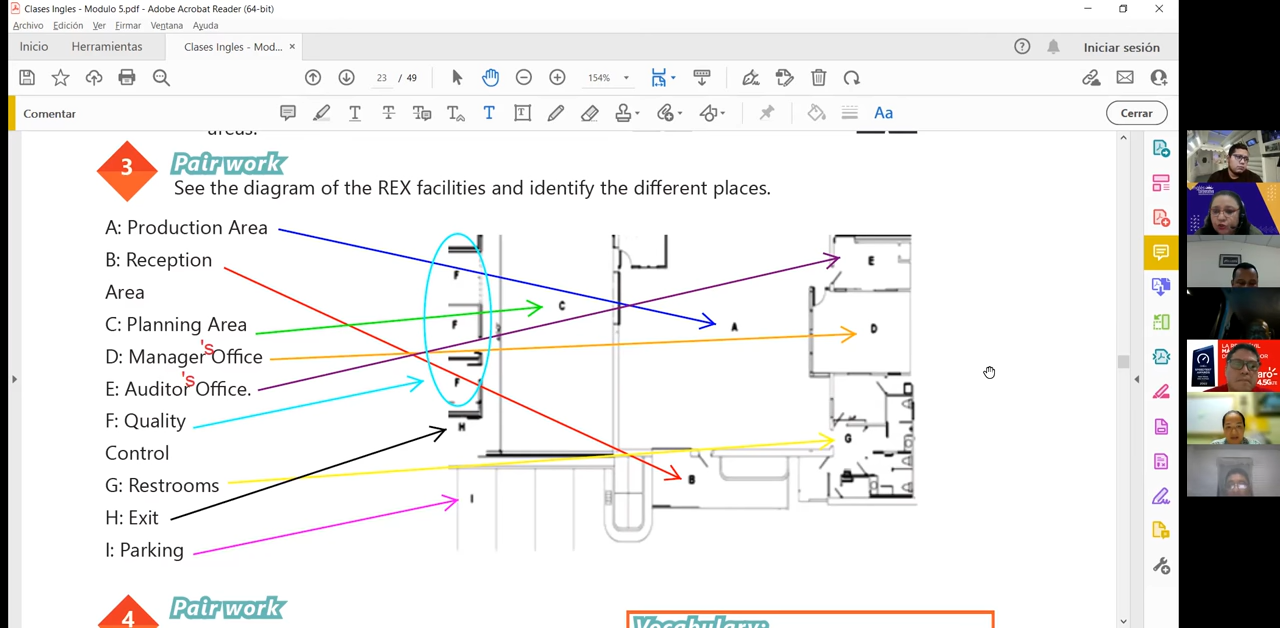 Clases Ingles - Modulo 5.pdf - Adobe Acrobat Reader (64-bit)
Archivo Edición Ver Firmar Ventana Ayuda
Inicio Herramientas Clases Ingles - Mod... × Iniciar sesión
23 / 49 154%
Comentar Aa Cerrar
areas.
3 Pair work
See the diagram of the REX facilities and identify the different places.
A: Production Area
B: Reception
Area
C: Planning Area
D: Manager's Office
E: Auditor's Office.
F: Quality
Control
G: Restrooms
H: Exit
I: Parking
F
F
F
H
I
C
A
B
E
D
G
4 Pair work
Vocabulary: